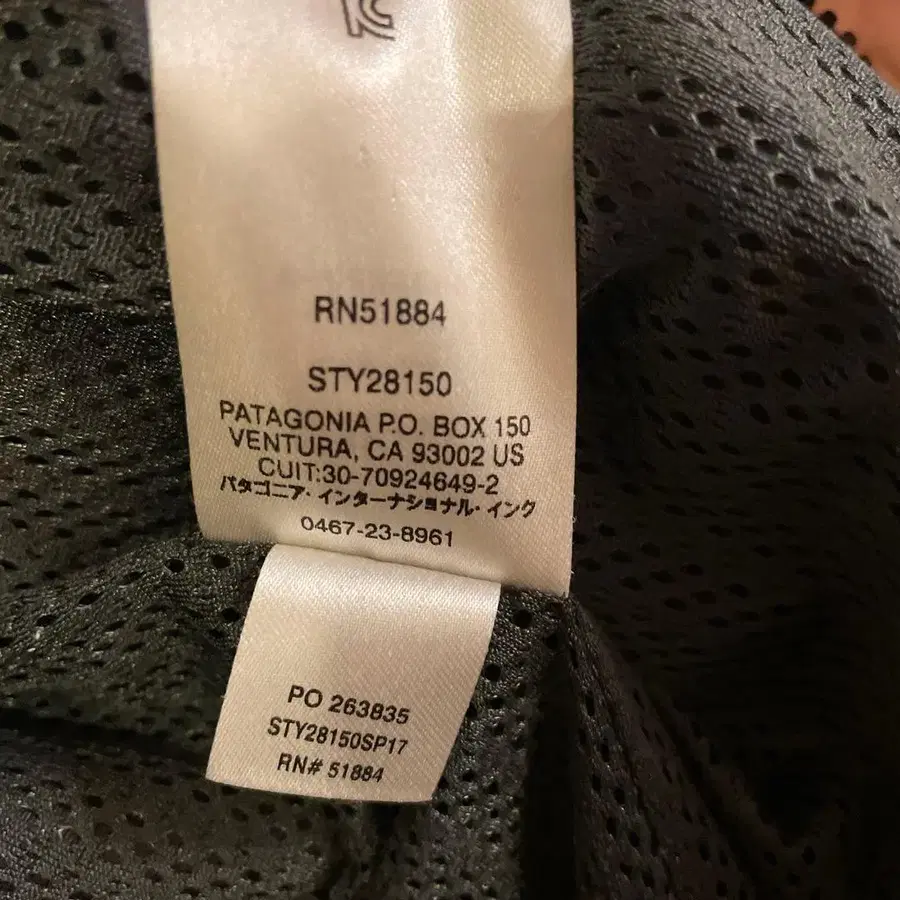 RN51884
STY28150
PATAGONIA P.O. BOX 150
VENTURA, CA 93002 US
CUIT:30-70924649-2
パタゴニア・インターナショナル・インク
0467-23-8961
PO 263835
STY28150SP17
RN# 51884